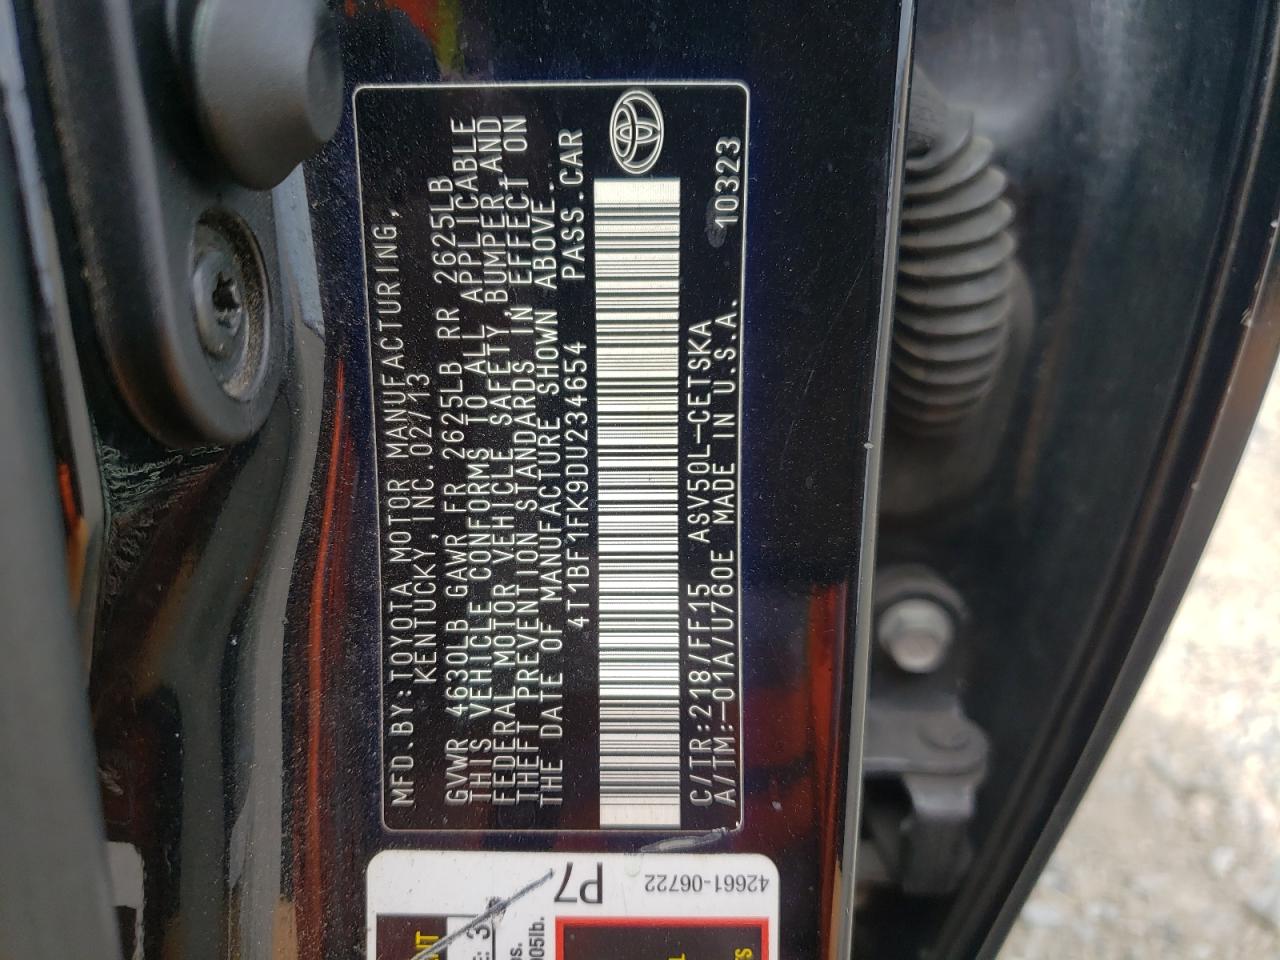 MFD.BY:TOYOTA MOTOR MANUFACTURING,
KENTUCKY, INC. 02/13
GVWR 4630LB GAWR FR 2625LB RR 2625LB
THIS VEHICLE CONFORMS TO ALL APPLICABLE
FEDERAL MOTOR VEHICLE SAFETY, BUMPER, AND
THEFT PREVENTION STANDARDS IN EFFECT ON
THE DATE OF MANUFACTURE SHOWN ABOVE.
4T1BF1FK9DU234654 PASS.CAR
C/TR:218/FF15 ASV50L-CETSKA
A/TM:-01A/U760E MADE IN U.S.A. 10323
42661-06722
P7